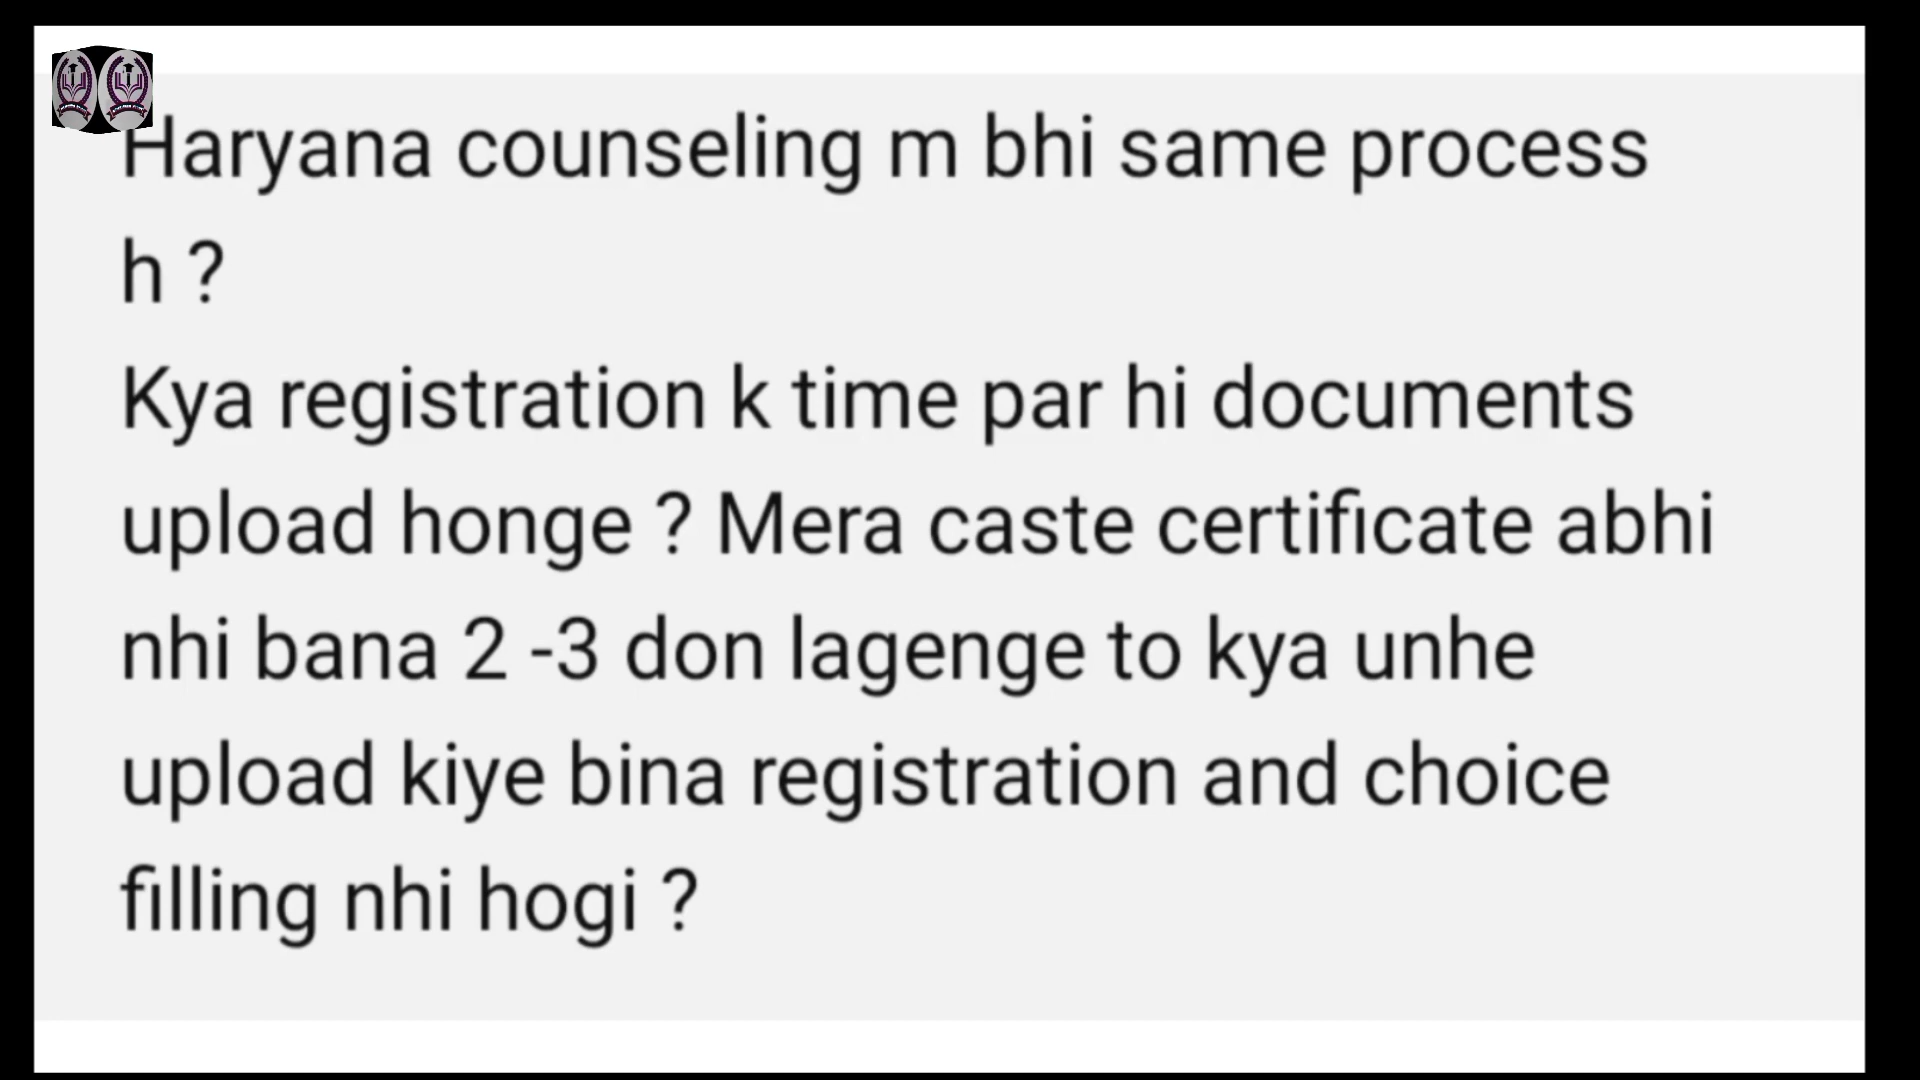 Haryana counseling m bhi same process
h ?
Kya registration k time par hi documents
upload honge ? Mera caste certificate abhi
nhi bana 2 -3 don lagenge to kya unhe
upload kiye bina registration and choice
filling nhi hogi ?